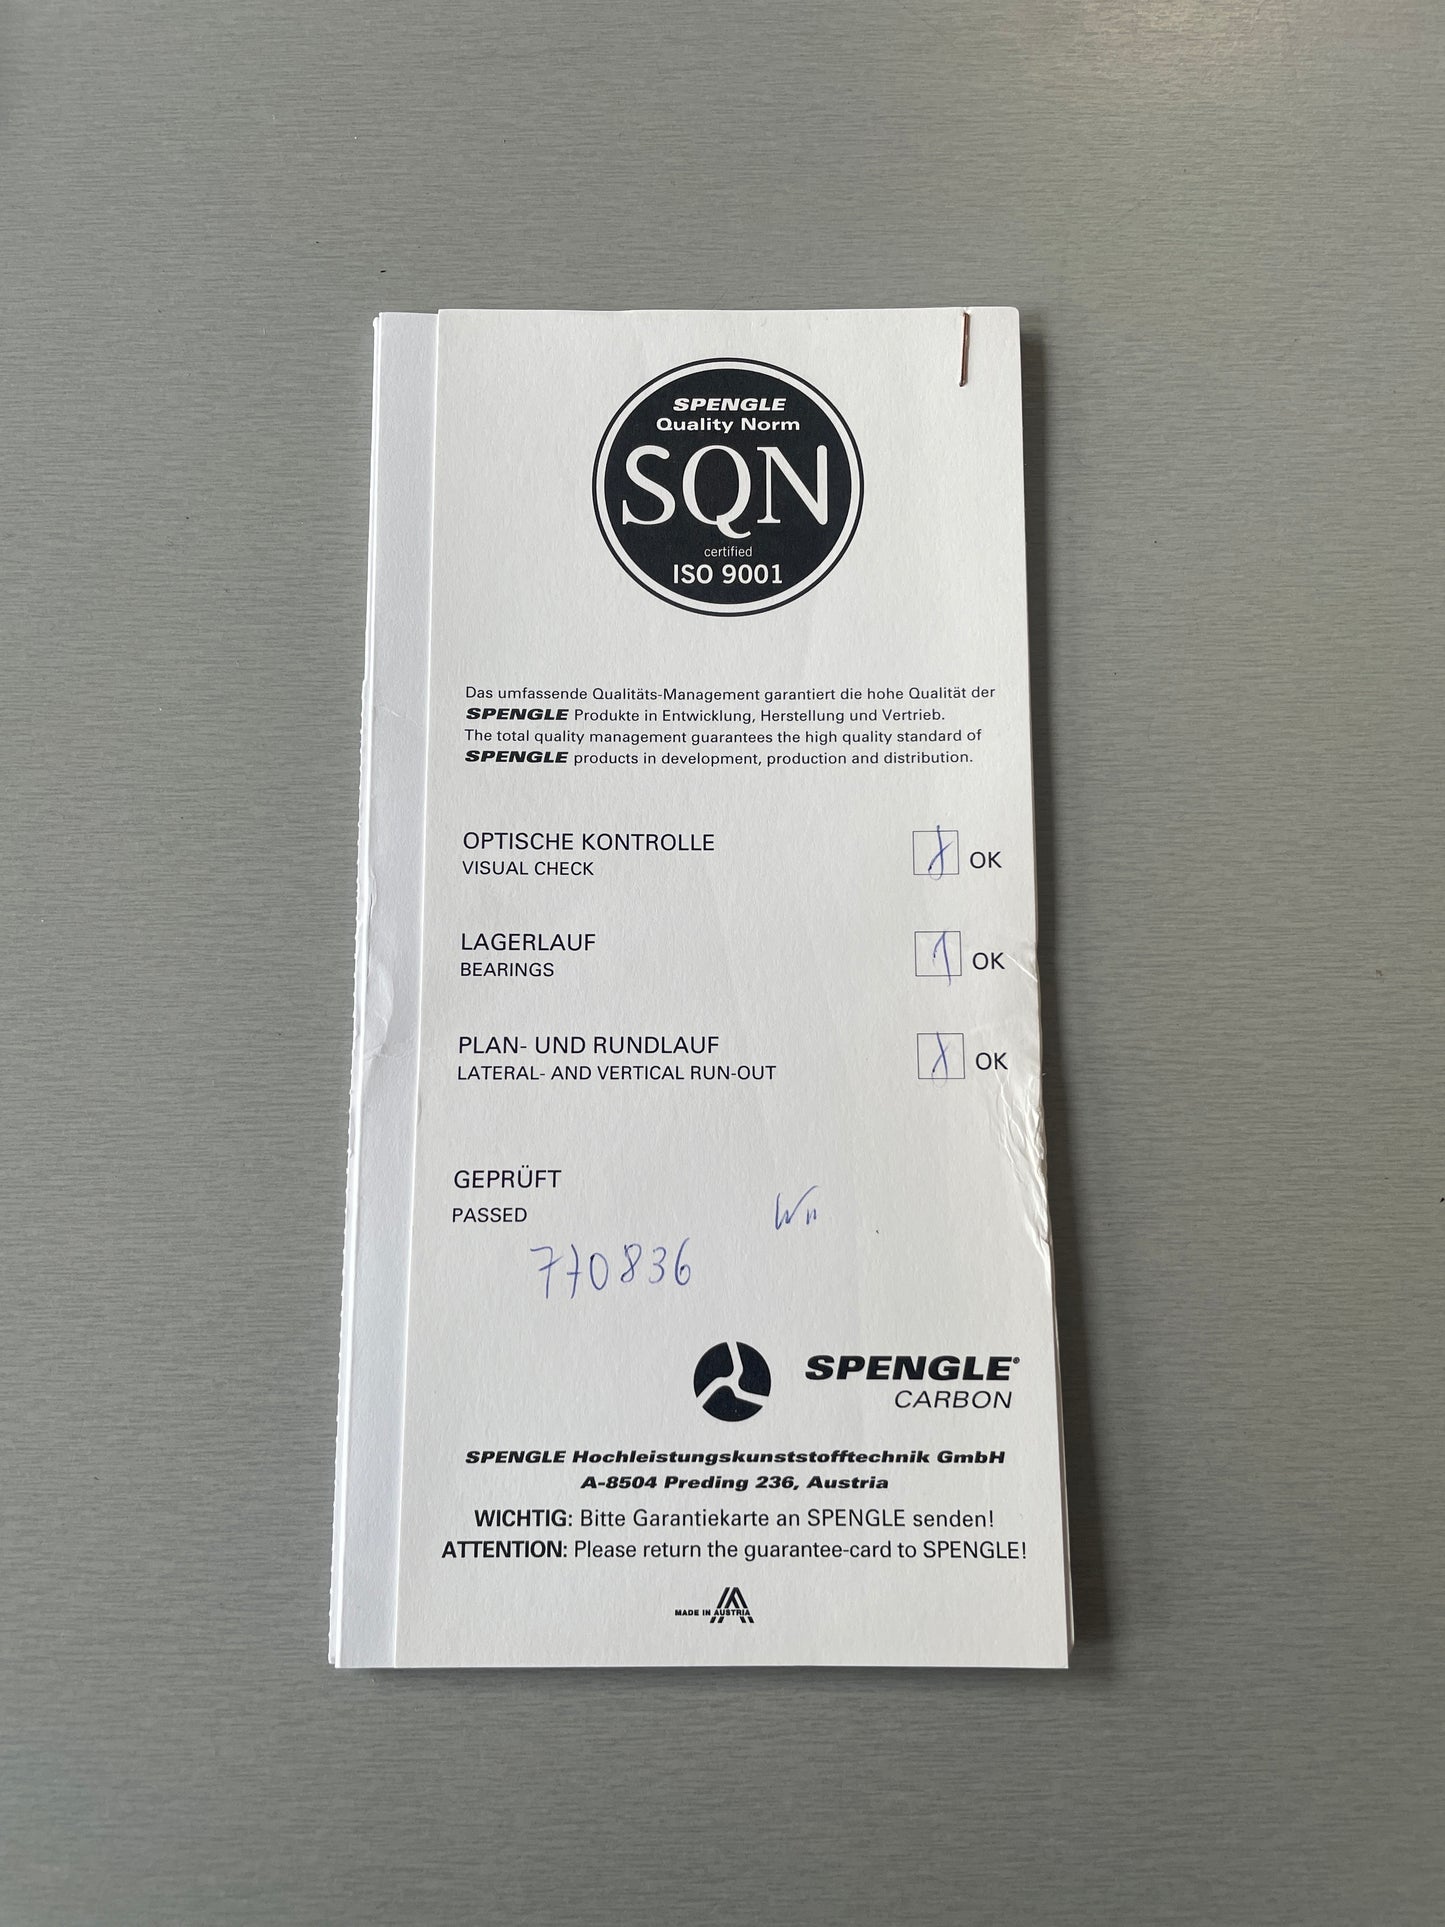 SPENGLE
Quality Norm
SQN
certified
ISO 9001
Das umfassende Qualitäts-Management garantiert die hohe Qualität der
SPENGLE Produkte in Entwicklung, Herstellung und Vertrieb.
The total quality management guarantees the high quality standard of
SPENGLE products in development, production and distribution.
OPTISCHE KONTROLLE
VISUAL CHECK
OK
LAGERLAUF
BEARINGS
OK
PLAN- UND RUNDLAUF
LATERAL- AND VERTICAL RUN-OUT
OK
GEPRÜFT
PASSED
770836
SPENGLE®
CARBON
SPENGLE Hochleistungskunststofftechnik GmbH
A-8504 Preding 236, Austria
WICHTIG: Bitte Garantiekarte an SPENGLE senden!
ATTENTION: Please return the guarantee-card to SPENGLE!
MADE IN AUSTRIA